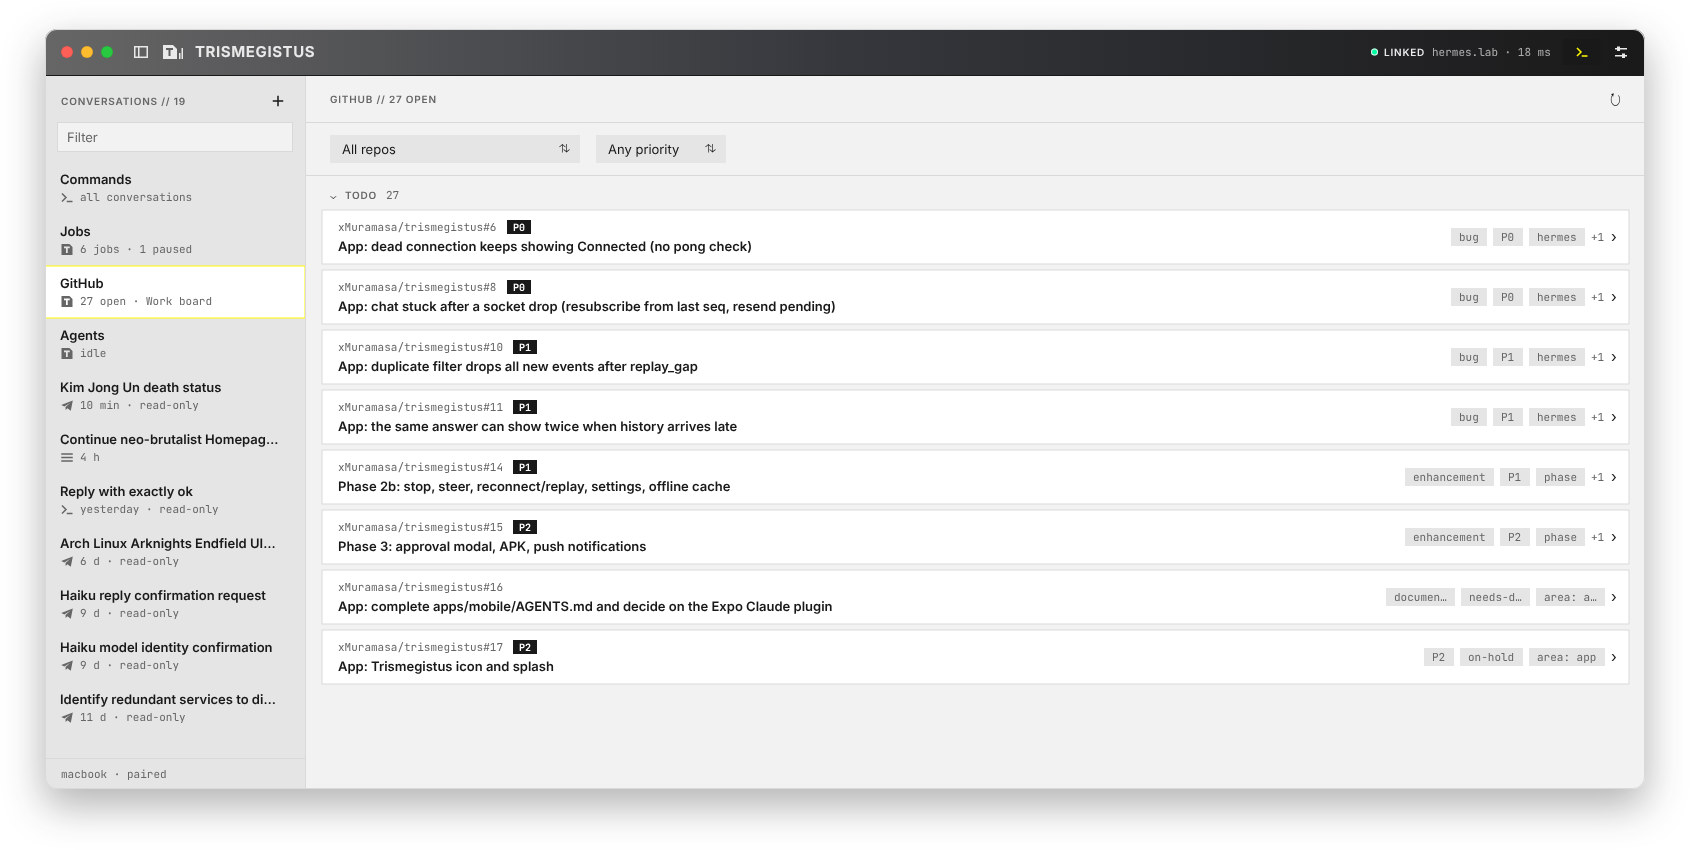 TRISMEGISTUS
LINKED hermes.lab · 18 ms
CONVERSATIONS // 19
Filter
Commands
all conversations
Jobs
6 jobs · 1 paused
GitHub
27 open · Work board
Agents
idle
Kim Jong Un death status
10 min · read-only
Continue neo-brutalist Homepag...
4 h
Reply with exactly ok
yesterday · read-only
Arch Linux Arknights Endfield UI...
6 d · read-only
Haiku reply confirmation request
9 d · read-only
Haiku model identity confirmation
9 d · read-only
Identify redundant services to di...
11 d · read-only
macbook · paired
GITHUB // 27 OPEN
All repos
Any priority
TODO 27
xMuramasa/trismegistus#6 P0
App: dead connection keeps showing Connected (no pong check)
bug P0 hermes +1
xMuramasa/trismegistus#8 P0
App: chat stuck after a socket drop (resubscribe from last seq, resend pending)
bug P0 hermes +1
xMuramasa/trismegistus#10 P1
App: duplicate filter drops all new events after replay_gap
bug P1 hermes +1
xMuramasa/trismegistus#11 P1
App: the same answer can show twice when history arrives late
bug P1 hermes +1
xMuramasa/trismegistus#14 P1
Phase 2b: stop, steer, reconnect/replay, settings, offline cache
enhancement P1 phase +1
xMuramasa/trismegistus#15 P2
Phase 3: approval modal, APK, push notifications
enhancement P2 phase +1
xMuramasa/trismegistus#16
App: complete apps/mobile/AGENTS.md and decide on the Expo Claude plugin
documen… needs-d… area: a…
xMuramasa/trismegistus#17 P2
App: Trismegistus icon and splash
P2 on-hold area: app